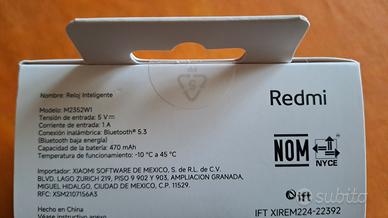 Nombre: Reloj Inteligente
Modelo: M2352W1
Tensión de entrada: 5 V⎓
Corriente de entrada: 1 A
Conexión inalámbrica: Bluetooth® 5.3
(Bluetooth baja energía)
Capacidad de la batería: 470 mAh
Temperatura de funcionamiento: -10 °C a 45 °C
Importador: XIAOMI SOFTWARE DE MEXICO, S. DE R.L. DE C.V.
BLVD. LAGO ZURICH 219, PISO 9 902 Y 903, AMPLIACION GRANADA,
MIGUEL HIDALGO, CIUDAD DE MEXICO, C.P. 11529.
RFC: XSM2107156A3
Hecho en China
Véase instructivo anexo
Redmi
NOM
NYCE
ift
subito
IFT XIREM224-22392